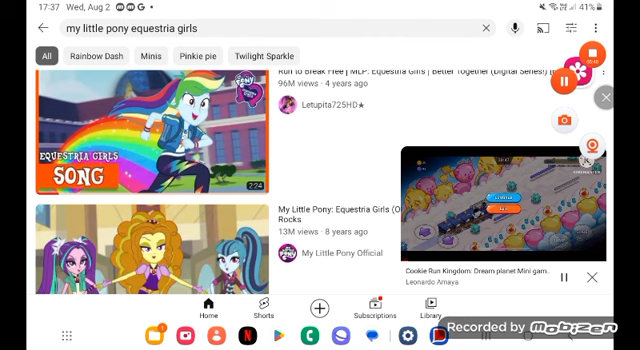 17:37 Wed, Aug 2
41%
my little pony equestria girls
All Rainbow Dash Minis Pinkie pie Twilight Sparkle
Run to Break Free | MLP: Equestria Girls | Better Together (Digital Series!)
96M views · 4 years ago
Letupita725HD★
EQUESTRIA GIRLS
SONG
2:24
My Little Pony: Equestria Girls
Rocks
13M views · 8 years ago
My Little Pony Official
Cookie Run Kingdom: Dream planet Mini gam..
Leonardo Amaya
Home Shorts Subscriptions Library
Recorded by Mobizen